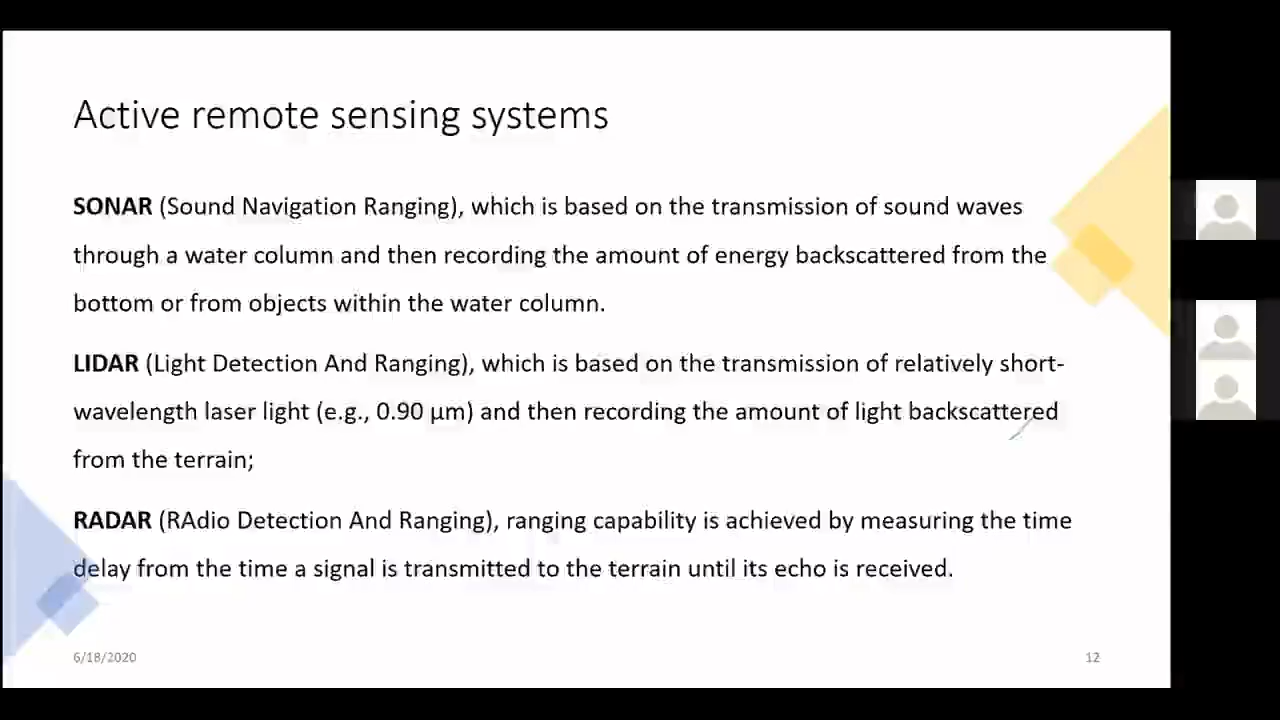 Active remote sensing systems
SONAR (Sound Navigation Ranging), which is based on the transmission of sound waves
through a water column and then recording the amount of energy backscattered from the
bottom or from objects within the water column.
LIDAR (Light Detection And Ranging), which is based on the transmission of relatively short-
wavelength laser light (e.g., 0.90 µm) and then recording the amount of light backscattered
from the terrain;
RADAR (RAdio Detection And Ranging), ranging capability is achieved by measuring the time
delay from the time a signal is transmitted to the terrain until its echo is received.
6/18/2020
12